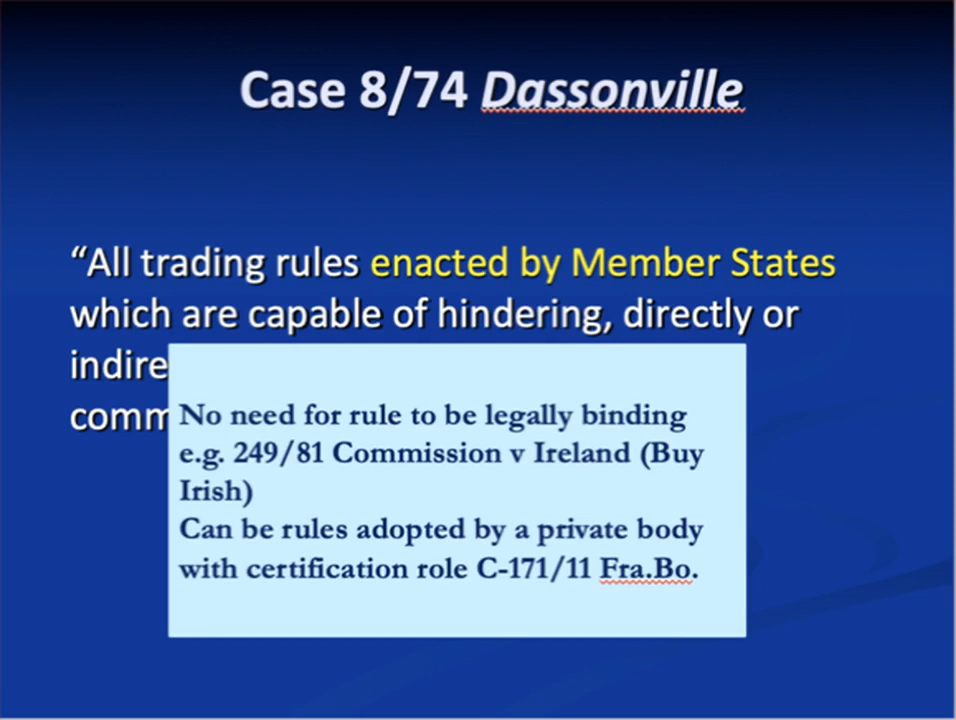 Case 8/74 Dassonville
“All trading rules enacted by Member States
which are capable of hindering, directly or
No need for rule to be legally binding
e.g. 249/81 Commission v Ireland (Buy
Irish)
Can be rules adopted by a private body
with certification role C-171/11 Fra.Bo.